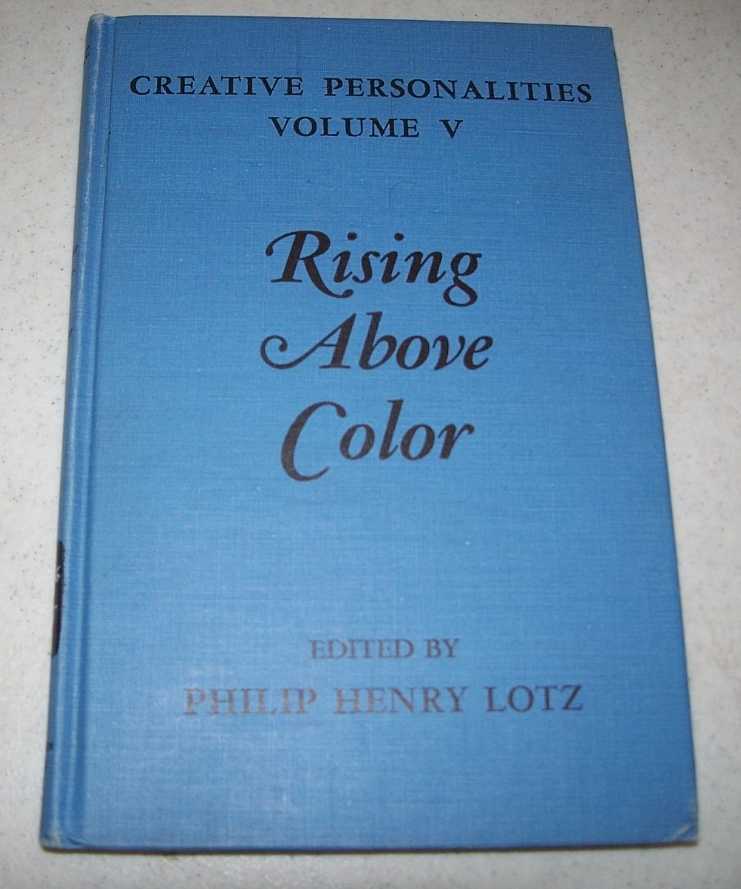 CREATIVE PERSONALITIES
VOLUME V
Rising
Above
Color
EDITED BY
PHILIP HENRY LOTZ